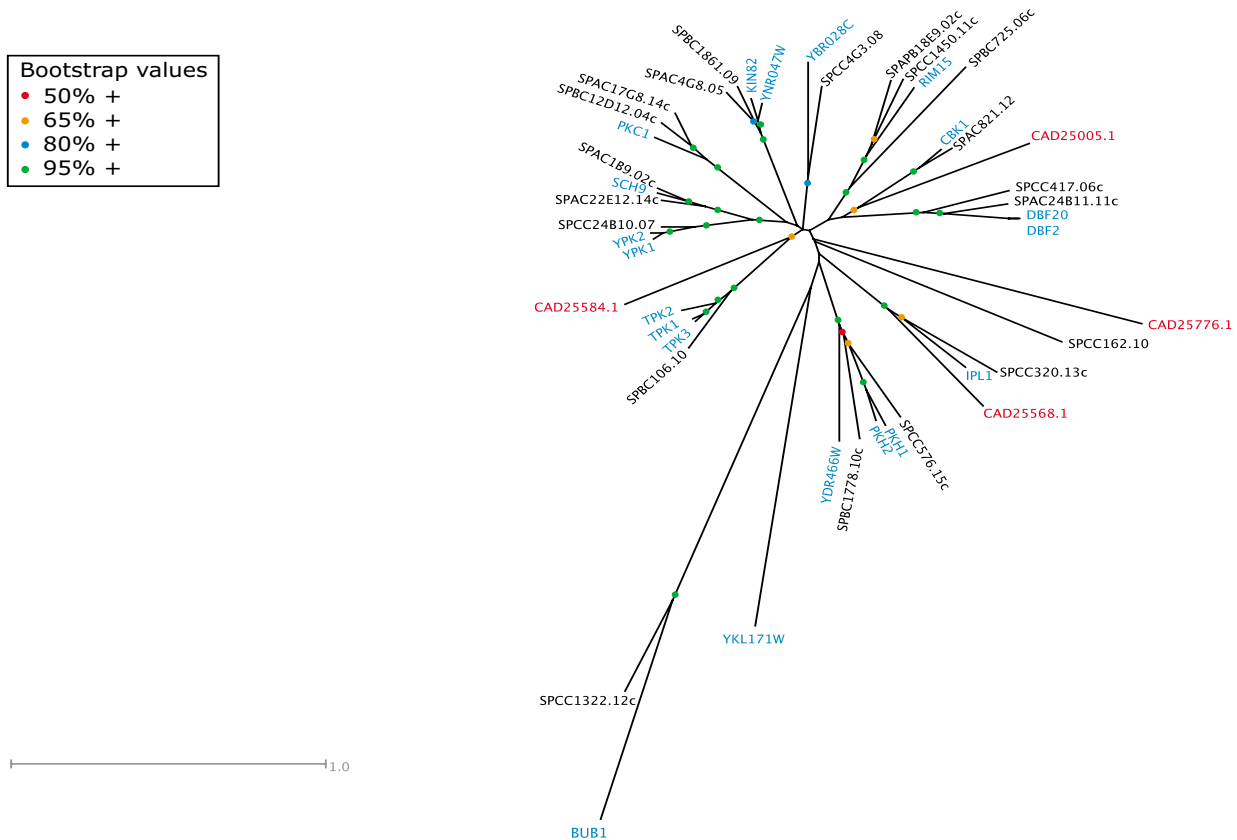 Bootstrap values
50% +
65% +
80% +
95% +
SPBC1861.09
SPAC4G8.05
KIN82
YNR047W
YBR028C
SPCC4G3.08
SPAPB18E9.02c
SPCC1450.11c
RIM15
SPBC725.06c
SPAC17G8.14c
SPBC12D12.04c
PKC1
CBK1
SPAC821.12
CAD25005.1
SPAC1B9.02c
SCH9
SPAC22E12.14c
SPCC417.06c
SPAC24B11.11c
DBF20
DBF2
SPCC24B10.07
YPK2
YPK1
CAD25584.1
TPK2
TPK1
TPK3
SPBC106.10
CAD25776.1
SPCC162.10
IPL1
SPCC320.13c
CAD25568.1
SPCC576.15c
PKH1
PKH2
YDR466W
SPBC1778.10c
YKL171W
SPCC1322.12c
1.0
BUB1